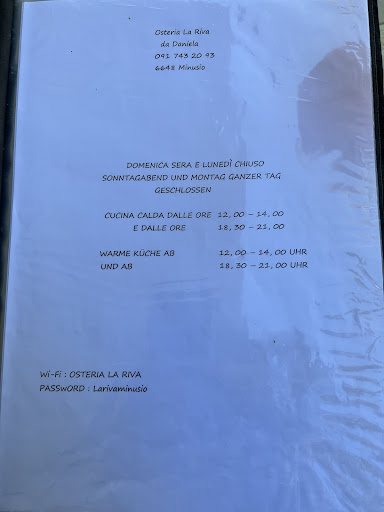 Osteria La Riva
da Daniela
091 743 20 93
6648 Minusio
DOMENICA SERA E LUNEDÌ CHIUSO
SONNTAGABEND UND MONTAG GANZER TAG
GESCHLOSSEN
CUCINA CALDA DALLE ORE 12,00 – 14,00
E DALLE ORE 18,30 – 21,00
WARME KÜCHE AB 12,00 – 14,00 UHR
UND AB 18,30 – 21,00 UHR
Wi-Fi : OSTERIA LA RIVA
PASSWORD : Larivaminusio